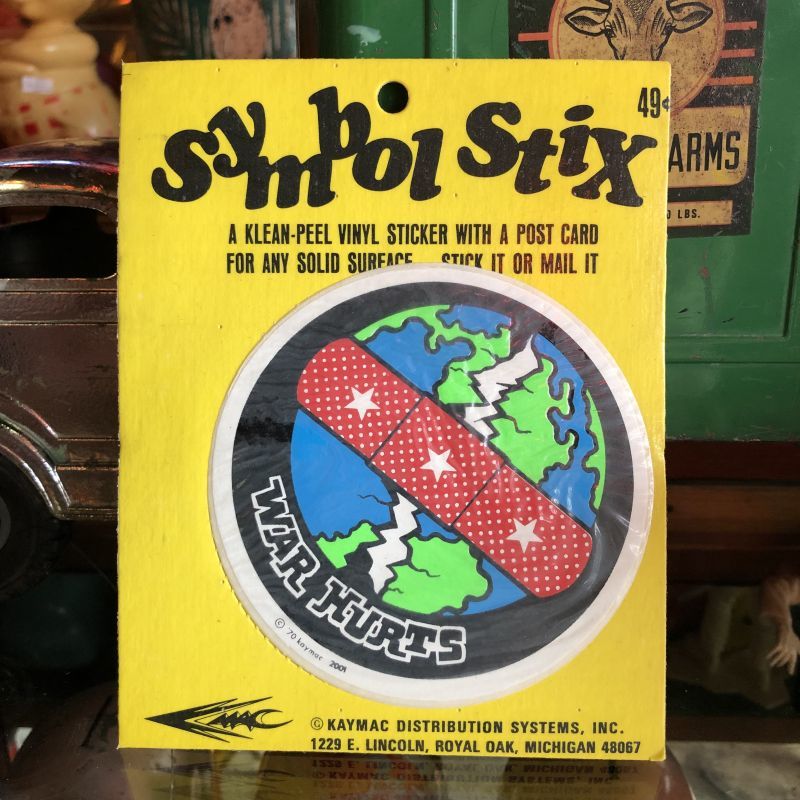 Symbol Stix
49¢
A KLEAN-PEEL VINYL STICKER WITH A POST CARD
FOR ANY SOLID SURFACE STICK IT OR MAIL IT
WAR HURTS
© '70 kaymac 2001
KMAC
© KAYMAC DISTRIBUTION SYSTEMS, INC.
1229 E. LINCOLN, ROYAL OAK, MICHIGAN 48067
ARMS
LBS.